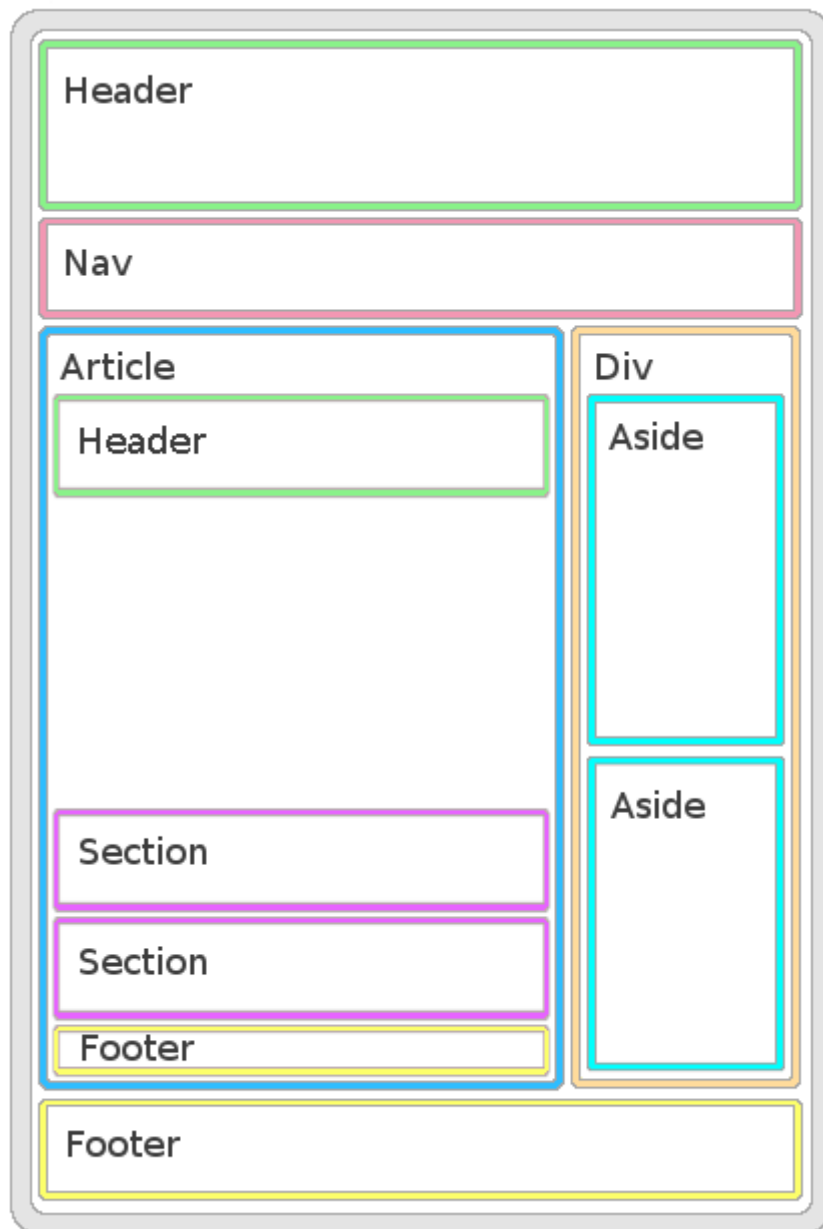 Header
Nav
Article
Header
Section
Section
Footer
Div
Aside
Aside
Footer